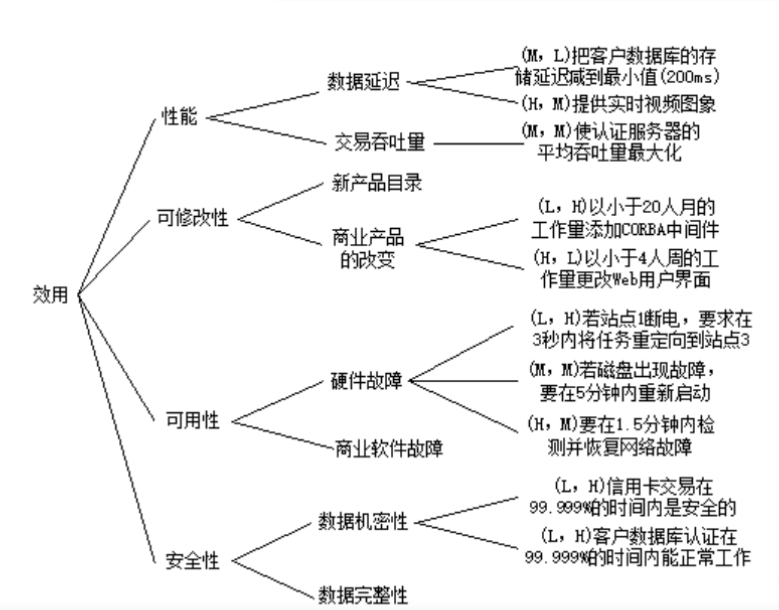 (M, L)把客户数据库的存
储延迟减到最小值(200ms)
数据延迟
(H, M)提供实时视频图象
性能
(M, M)使认证服务器的
平均吞吐量最大化
交易吞吐量
新产品目录
可修改性
(L, H)以小于20人月的
工作量添加CORBA中间件
商业产品
的改变
(H, L)以小于4人周的工
作量更改Web用户界面
效用
(L, H)若站点1断电，要求在
3秒内将任务重定向到站点3
硬件故障
(M, M)若磁盘出现故障，
要在5分钟内重新启动
可用性
(H, M)要在1.5分钟内检
测并恢复网络故障
商业软件故障
(L, H)信用卡交易在
99.999%的时间内是安全的
数据机密性
(L, H)客户数据库认证在
99.999%的时间内能正常工作
安全性
数据完整性